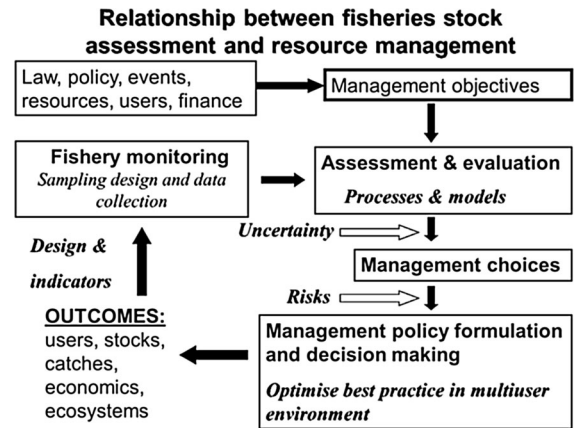 Relationship between fisheries stock
assessment and resource management
Law, policy, events,
resources, users, finance
Management objectives
Fishery monitoring
Sampling design and data
collection
Assessment & evaluation
Processes & models
Uncertainty
Design &
indicators
Management choices
Risks
OUTCOMES:
users, stocks,
catches,
economics,
ecosystems
Management policy formulation
and decision making
Optimise best practice in multiuser
environment